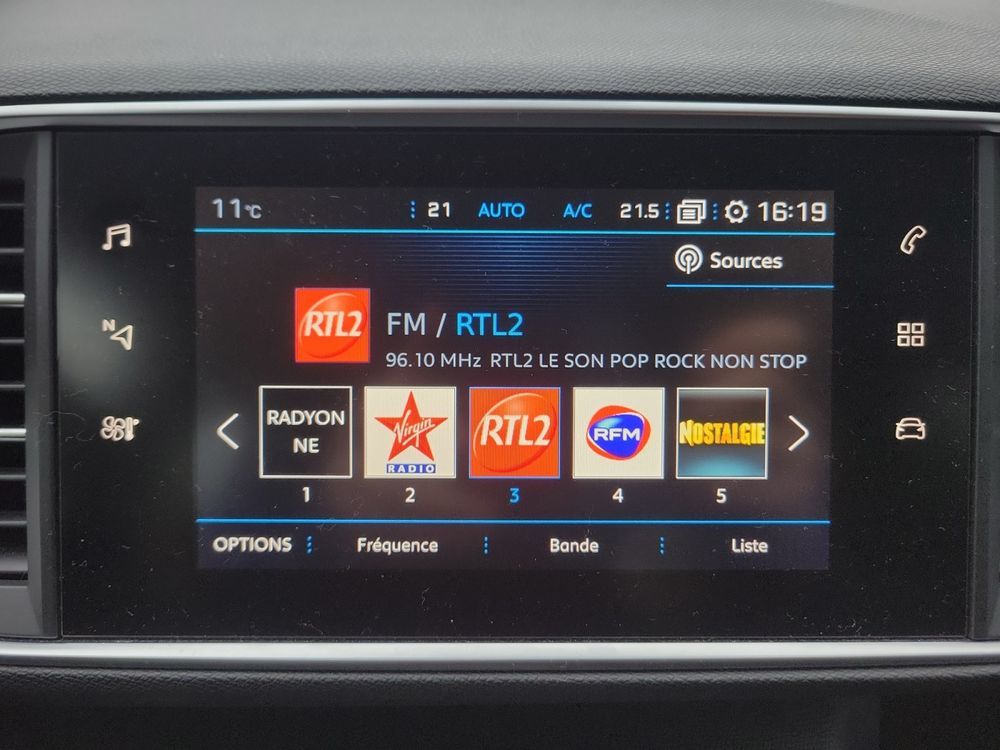 11°C 21 AUTO A/C 21.5 16:19
Sources
N
RTL2
FM / RTL2
96.10 MHz RTL2 LE SON POP ROCK NON STOP
RADYON
NE
Virgin
RADIO
RTL2
RFM
NOSTALGIE
1 2 3 4 5
OPTIONS Fréquence Bande Liste